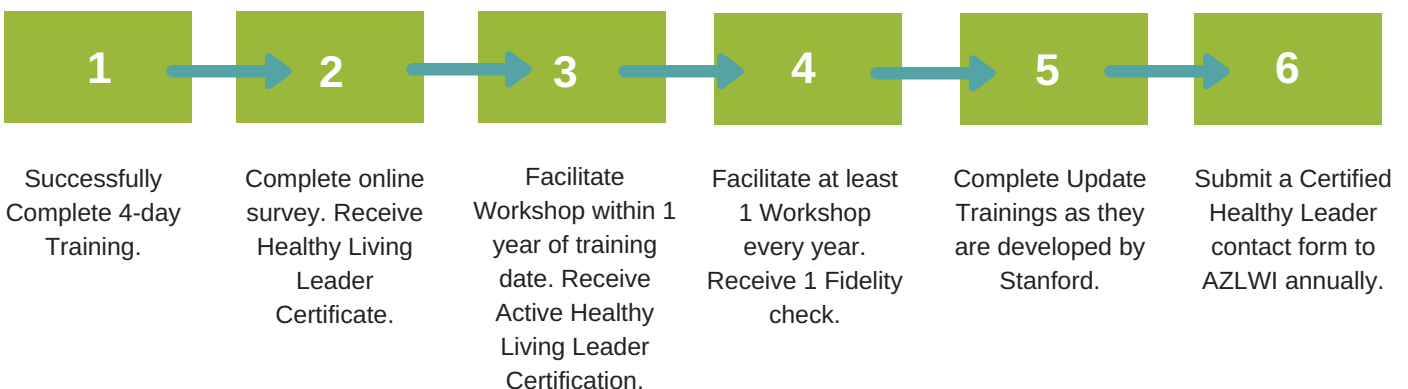 1
2
3
4
5
6
Successfully
Complete 4-day
Training.
Complete online
survey. Receive
Healthy Living
Leader
Certificate.
Facilitate
Workshop within 1
year of training
date. Receive
Active Healthy
Living Leader
Certification.
Facilitate at least
1 Workshop
every year.
Receive 1 Fidelity
check.
Complete Update
Trainings as they
are developed by
Stanford.
Submit a Certified
Healthy Leader
contact form to
AZLWI annually.